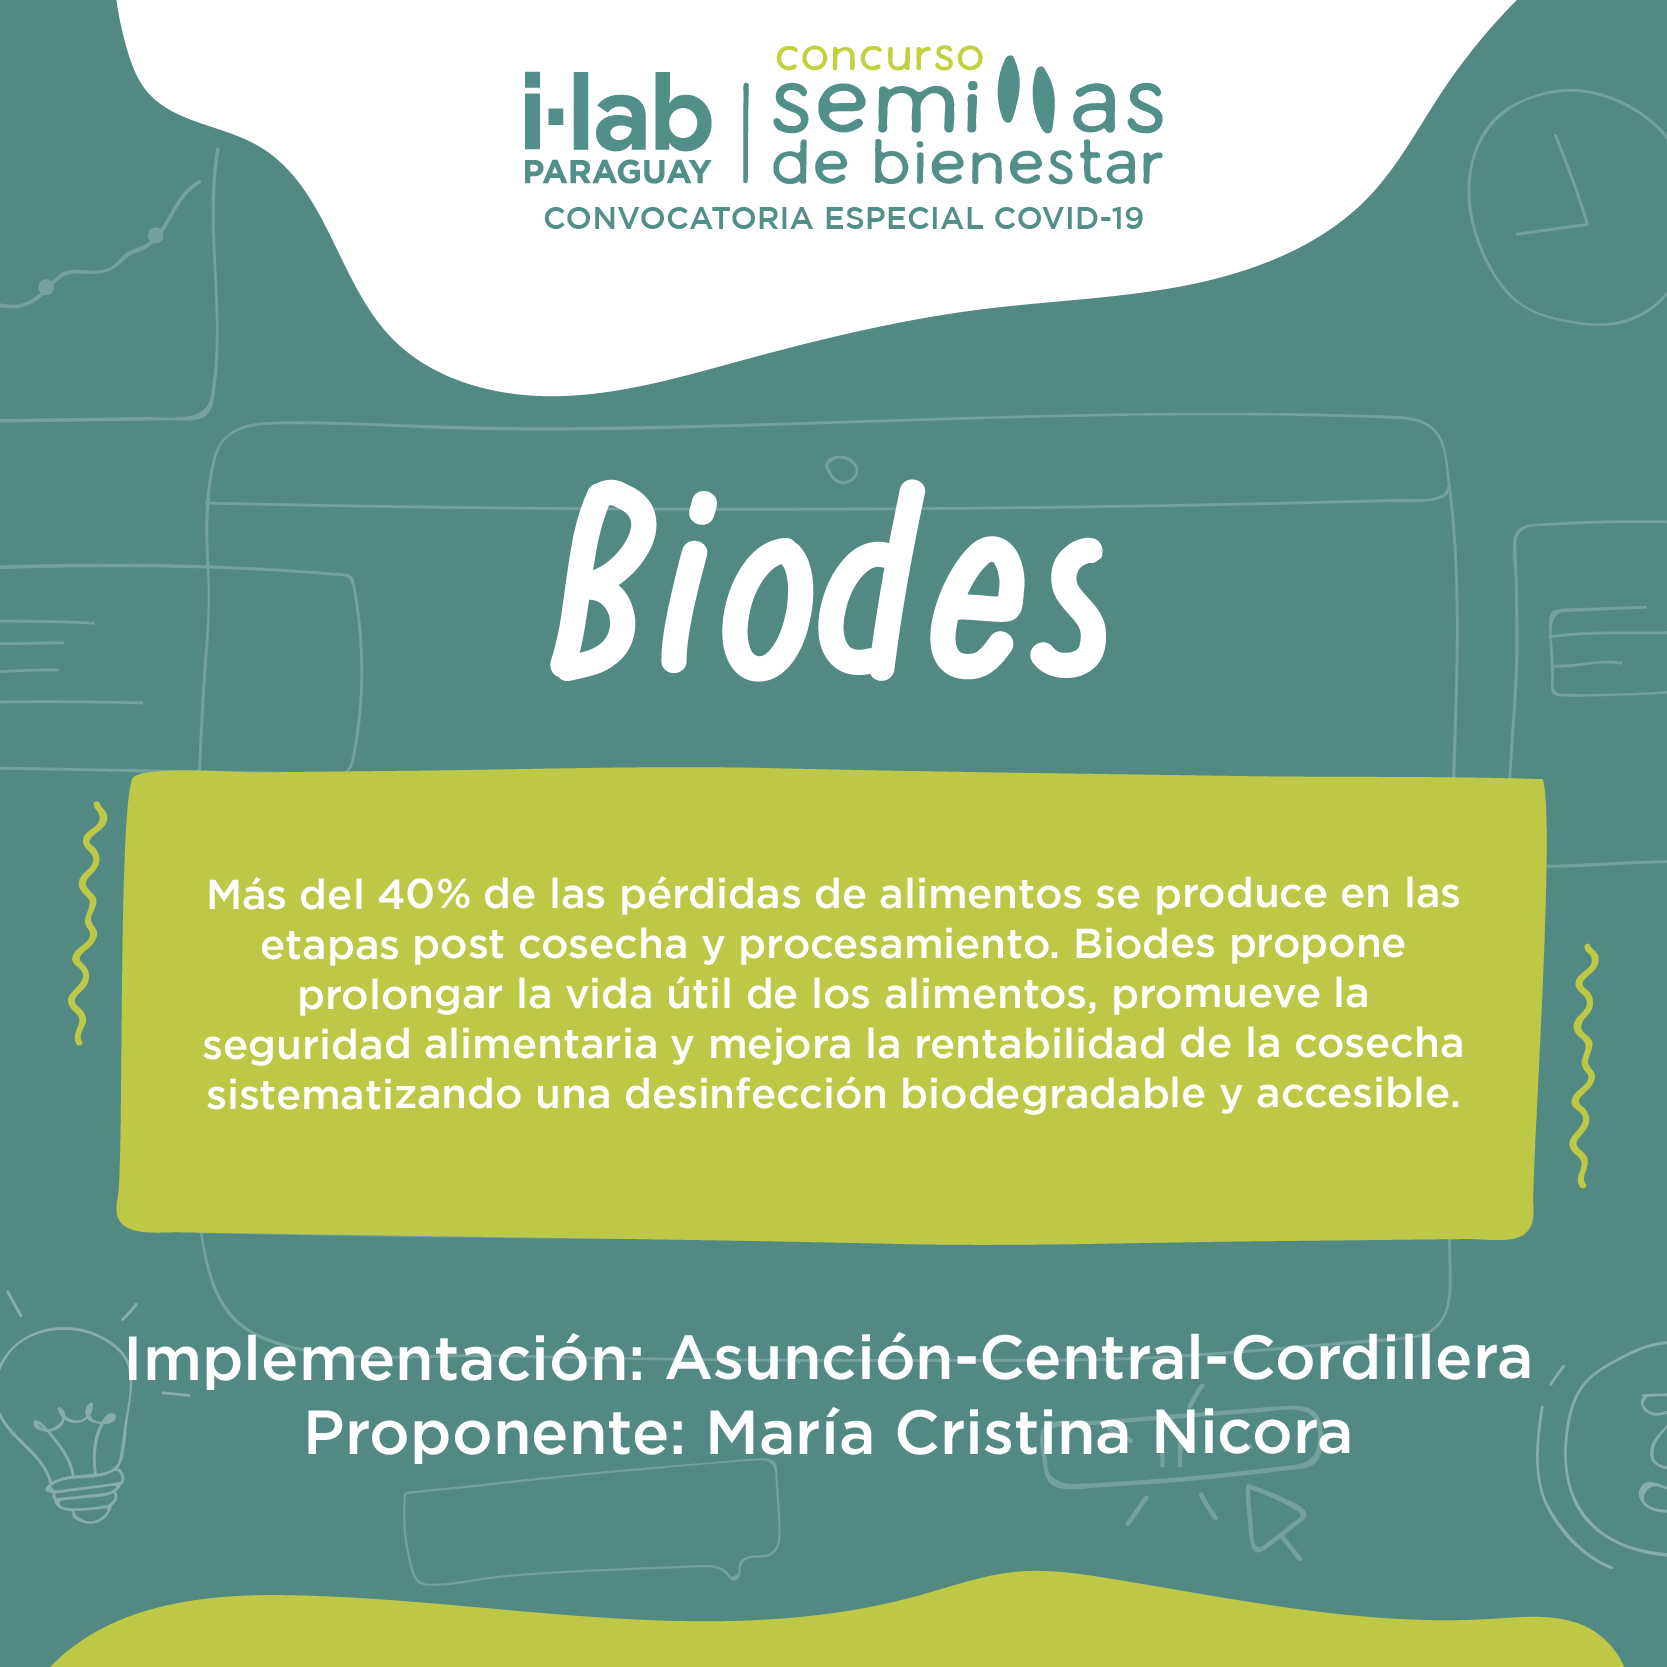 i·lab
PARAGUAY
concurso
semillas
de bienestar
CONVOCATORIA ESPECIAL COVID-19
Biodes
Más del 40% de las pérdidas de alimentos se produce en las
etapas post cosecha y procesamiento. Biodes propone
prolongar la vida útil de los alimentos, promueve la
seguridad alimentaria y mejora la rentabilidad de la cosecha
sistematizando una desinfección biodegradable y accesible.
Implementación: Asunción-Central-Cordillera
Proponente: María Cristina Nicora